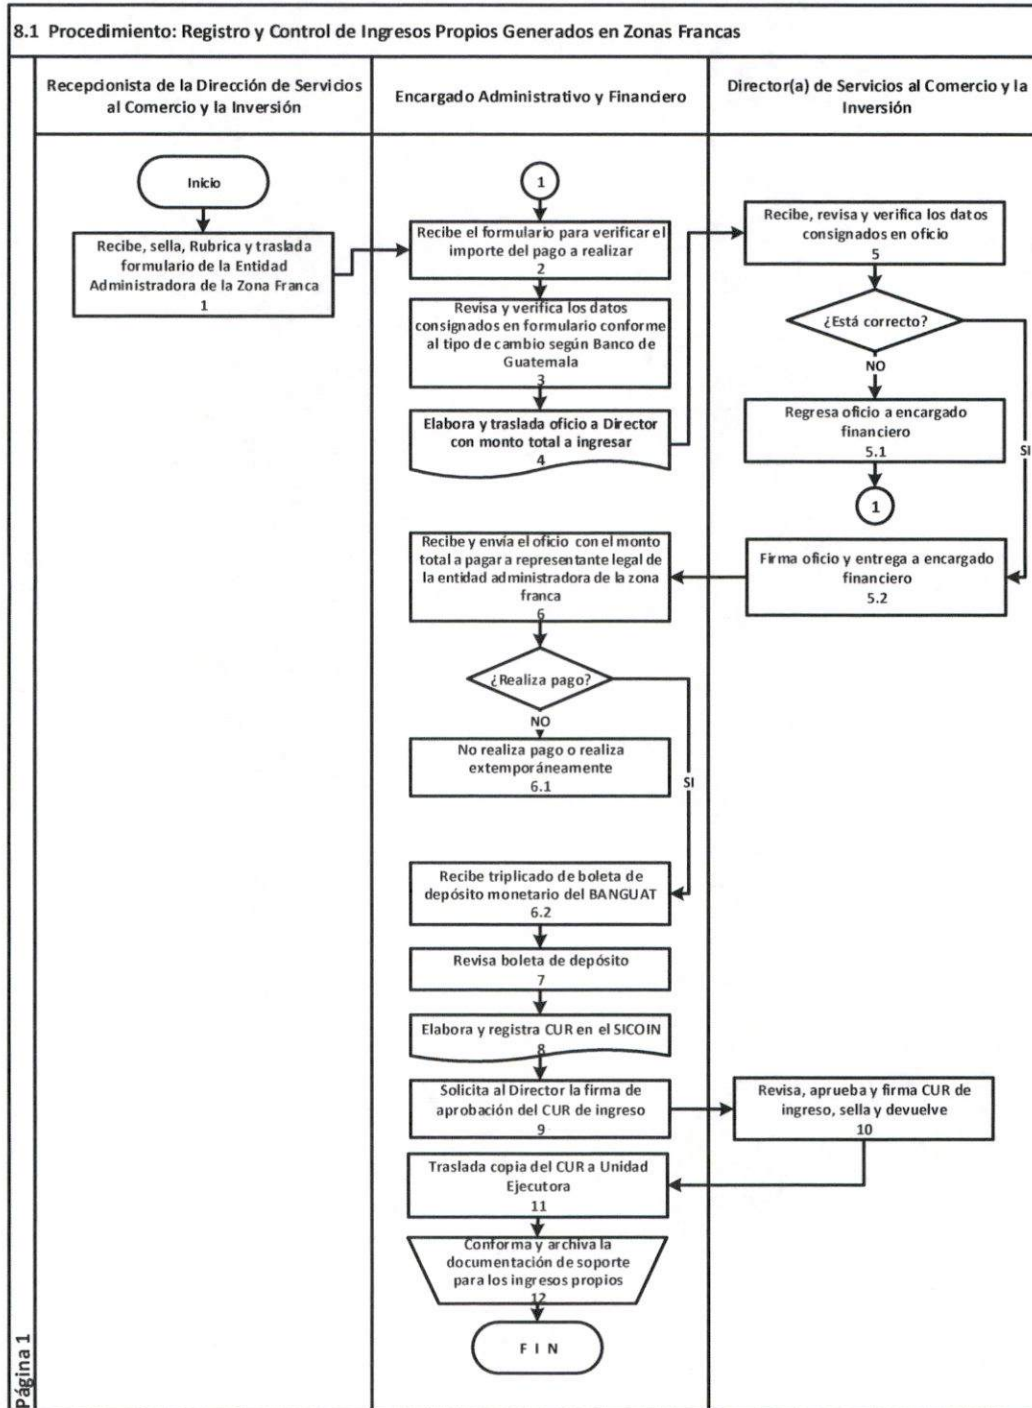 8.1 Procedimiento: Registro y Control de Ingresos Propios Generados en Zonas Francas
Recepcionista de la Dirección de Servicios
al Comercio y la Inversión
Encargado Administrativo y Financiero
Director(a) de Servicios al Comercio y la
Inversión
Inicio
Recibe, sella, Rubrica y traslada
formulario de la Entidad
Administradora de la Zona Franca
1
1
Recibe el formulario para verificar el
importe del pago a realizar
2
Revisa y verifica los datos
consignados en formulario conforme
al tipo de cambio según Banco de
Guatemala
3
Elabora y traslada oficio a Director
con monto total a ingresar
4
Recibe, revisa y verifica los datos
consignados en oficio
5
¿Está correcto?
NO
SI
Regresa oficio a encargado
financiero
5.1
1
Firma oficio y entrega a encargado
financiero
5.2
Recibe y envía el oficio con el monto
total a pagar a representante legal de
la entidad administradora de la zona
franca
6
¿Realiza pago?
NO
SI
No realiza pago o realiza
extemporáneamente
6.1
Recibe triplicado de boleta de
depósito monetario del BANGUAT
6.2
Revisa boleta de depósito
7
Elabora y registra CUR en el SICOIN
8
Solicita al Director la firma de
aprobación del CUR de ingreso
9
Revisa, aprueba y firma CUR de
ingreso, sella y devuelve
10
Traslada copia del CUR a Unidad
Ejecutora
11
Conforma y archiva la
documentación de soporte
para los ingresos propios
12
F I N
Página 1